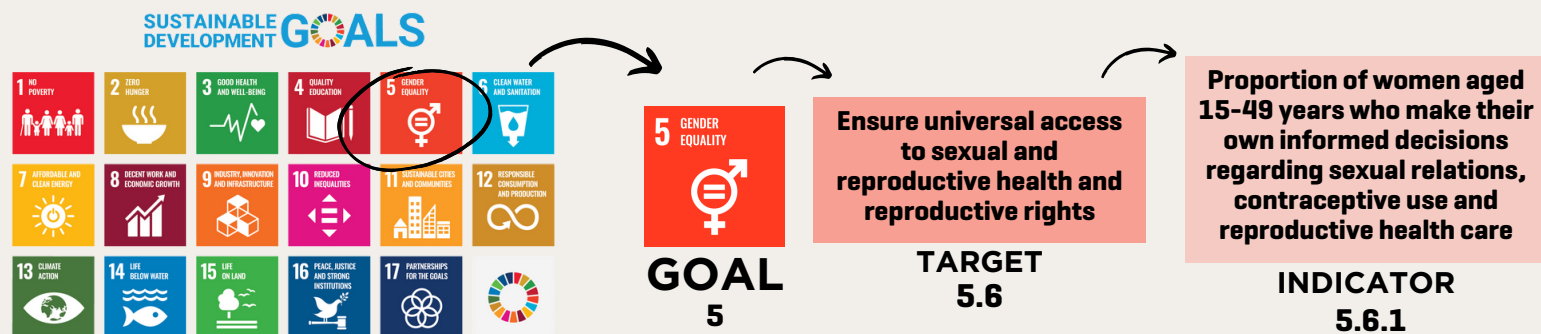 SUSTAINABLE
DEVELOPMENT
GOALS
1 NO
POVERTY
2 ZERO
HUNGER
3 GOOD HEALTH
AND WELL-BEING
4 QUALITY
EDUCATION
5 GENDER
EQUALITY
6 CLEAN WATER
AND SANITATION
7 AFFORDABLE AND
CLEAN ENERGY
8 DECENT WORK AND
ECONOMIC GROWTH
9 INDUSTRY, INNOVATION
AND INFRASTRUCTURE
10 REDUCED
INEQUALITIES
11 SUSTAINABLE CITIES
AND COMMUNITIES
12 RESPONSIBLE
CONSUMPTION
AND PRODUCTION
13 CLIMATE
ACTION
14 LIFE
BELOW WATER
15 LIFE
ON LAND
16 PEACE, JUSTICE
AND STRONG
INSTITUTIONS
17 PARTNERSHIPS
FOR THE GOALS
5 GENDER
EQUALITY
GOAL
5
Ensure universal access
to sexual and
reproductive health and
reproductive rights
TARGET
5.6
Proportion of women aged
15-49 years who make their
own informed decisions
regarding sexual relations,
contraceptive use and
reproductive health care
INDICATOR
5.6.1